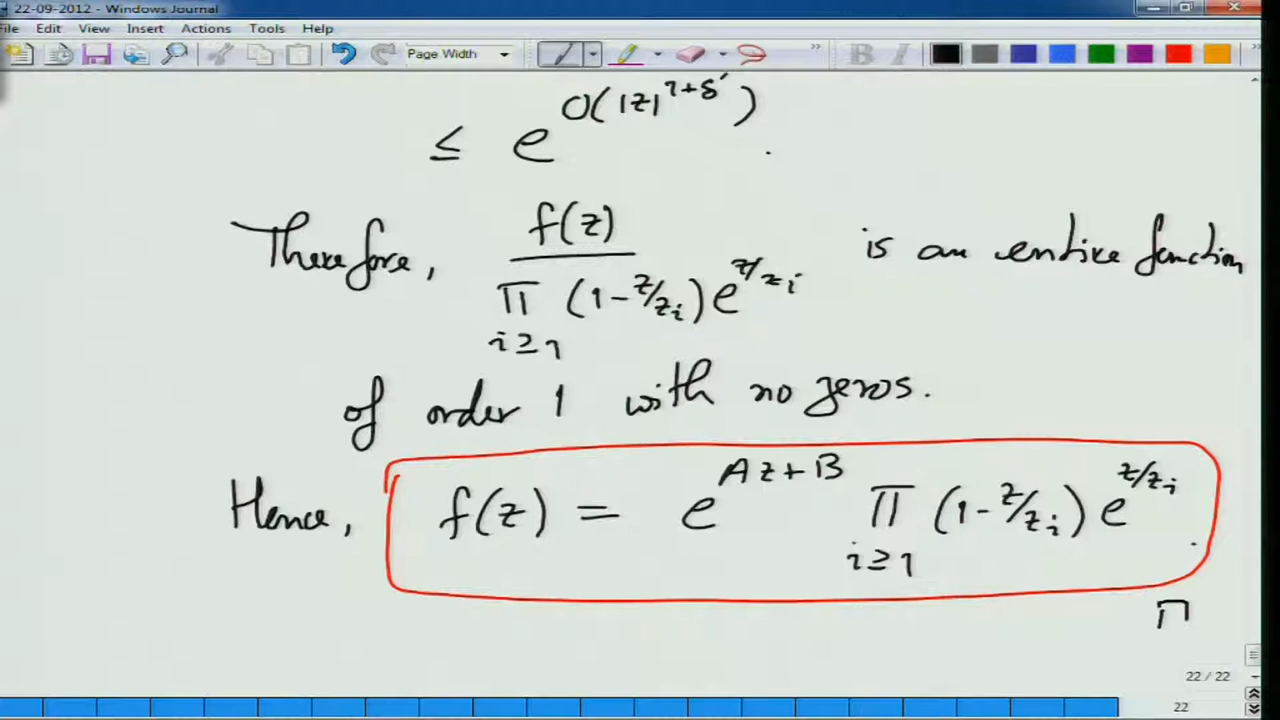 22-09-2012 - Windows Journal
File Edit View Insert Actions Tools Help
Page Width
≤ e^{O(|z|^{1+δ'})}.
Therefore, f(z) / ∏_{i≥1} (1-z/z_i) e^{z/z_i} is an entire function
of order 1 with no zeros.
Hence, f(z) = e^{Az+B} ∏_{i≥1} (1-z/z_i) e^{z/z_i}.
22 / 22
22